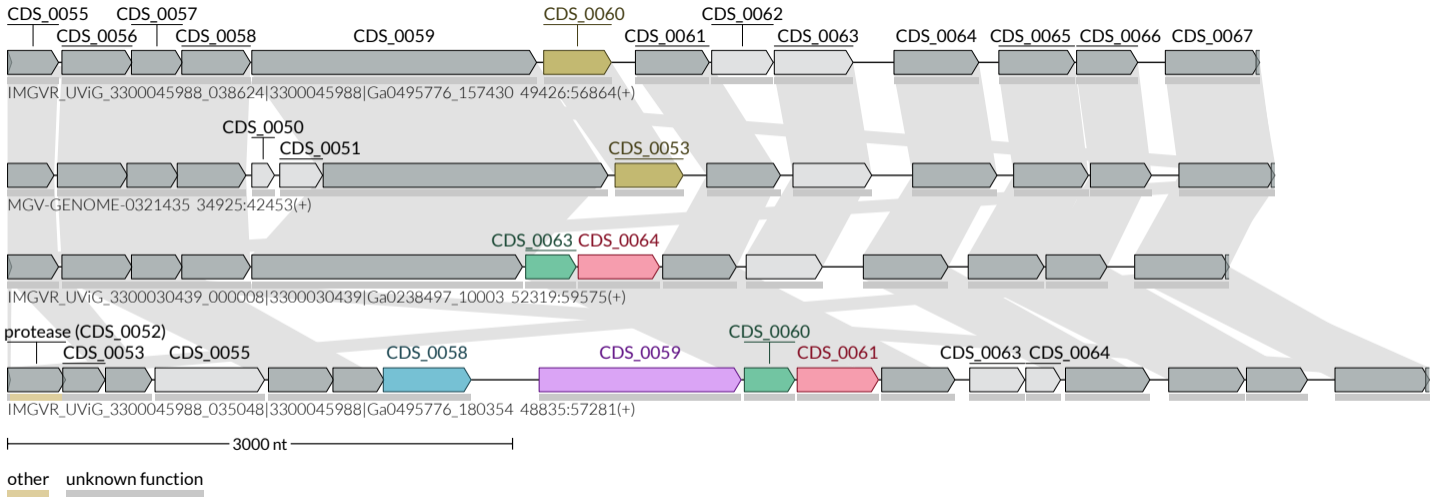 CDS_0055 CDS_0057 CDS_0060 CDS_0062
CDS_0056 CDS_0058 CDS_0059 CDS_0061 CDS_0063 CDS_0064 CDS_0065 CDS_0066 CDS_0067
IMGVR_UViG_3300045988_038624|3300045988|Ga0495776_157430 49426:56864(+)
CDS_0050
CDS_0051 CDS_0053
MGV-GENOME-0321435 34925:42453(+)
CDS_0063 CDS_0064
IMGVR_UViG_3300030439_000008|3300030439|Ga0238497_10003 52319:59575(+)
protease (CDS_0052) CDS_0060
CDS_0053 CDS_0055 CDS_0058 CDS_0059 CDS_0061 CDS_0063 CDS_0064
IMGVR_UViG_3300045988_035048|3300045988|Ga0495776_180354 48835:57281(+)
3000 nt
other unknown function